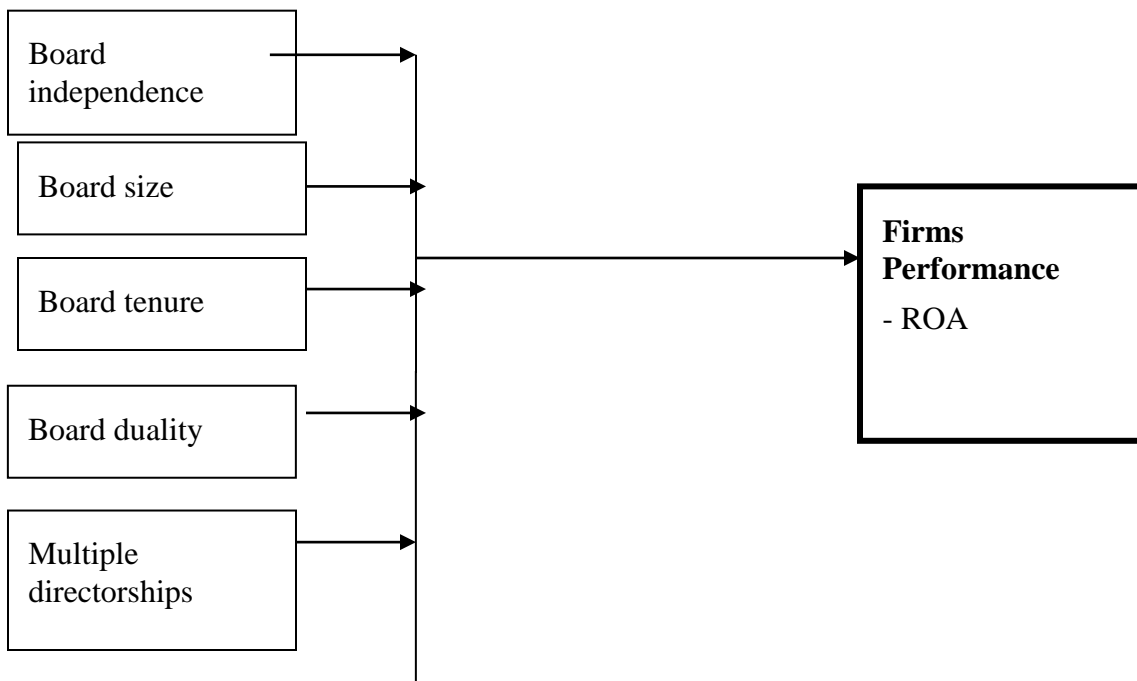 Board
independence
Board size
Board tenure
Board duality
Multiple
directorships
Firms
Performance
- ROA